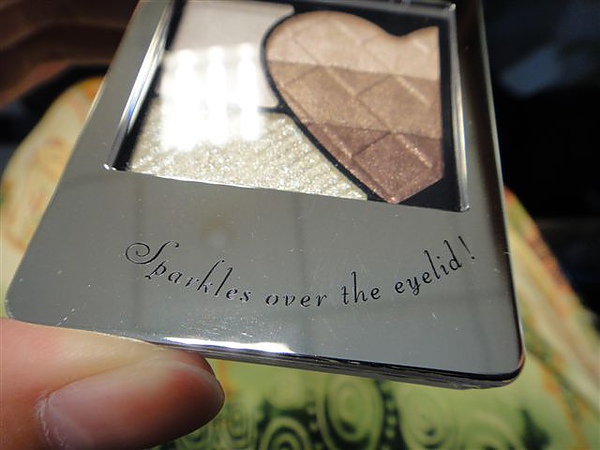 Sparkles over the eyelid!